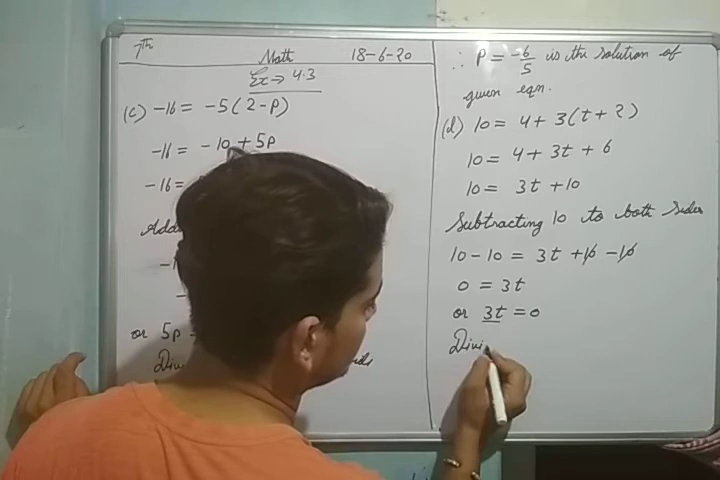 7th Math 18-6-20
Ex → 4.3
(c) -16 = -5(2-P)
-16 = -10 + 5P
-16 =
or 5P
∴ P = -6/5 is the solution of
given eqn.
(d) 10 = 4 + 3(t + 2)
10 = 4 + 3t + 6
10 = 3t + 10
Subtracting 10 to both sides
10 - 10 = 3t + 10 - 10
0 = 3t
or 3t = 0
Divi